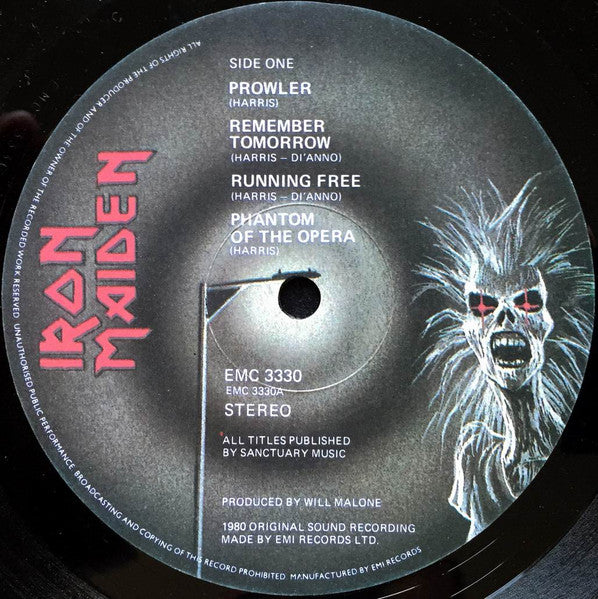 SIDE ONE
PROWLER
(HARRIS)
REMEMBER
TOMORROW
(HARRIS – DI'ANNO)
RUNNING FREE
(HARRIS – DI'ANNO)
PHANTOM
OF THE OPERA
(HARRIS)
IRON
MAIDEN
EMC 3330
EMC 3330A
STEREO
ALL TITLES PUBLISHED
BY SANCTUARY MUSIC
PRODUCED BY WILL MALONE
1980 ORIGINAL SOUND RECORDING
MADE BY EMI RECORDS LTD.
ALL RIGHTS OF THE PRODUCER AND OF THE OWNER OF THE RECORDED WORK RESERVED UNAUTHORISED PUBLIC PERFORMANCE BROADCASTING AND COPYING OF THIS RECORD PROHIBITED MANUFACTURED BY EMI RECORDS